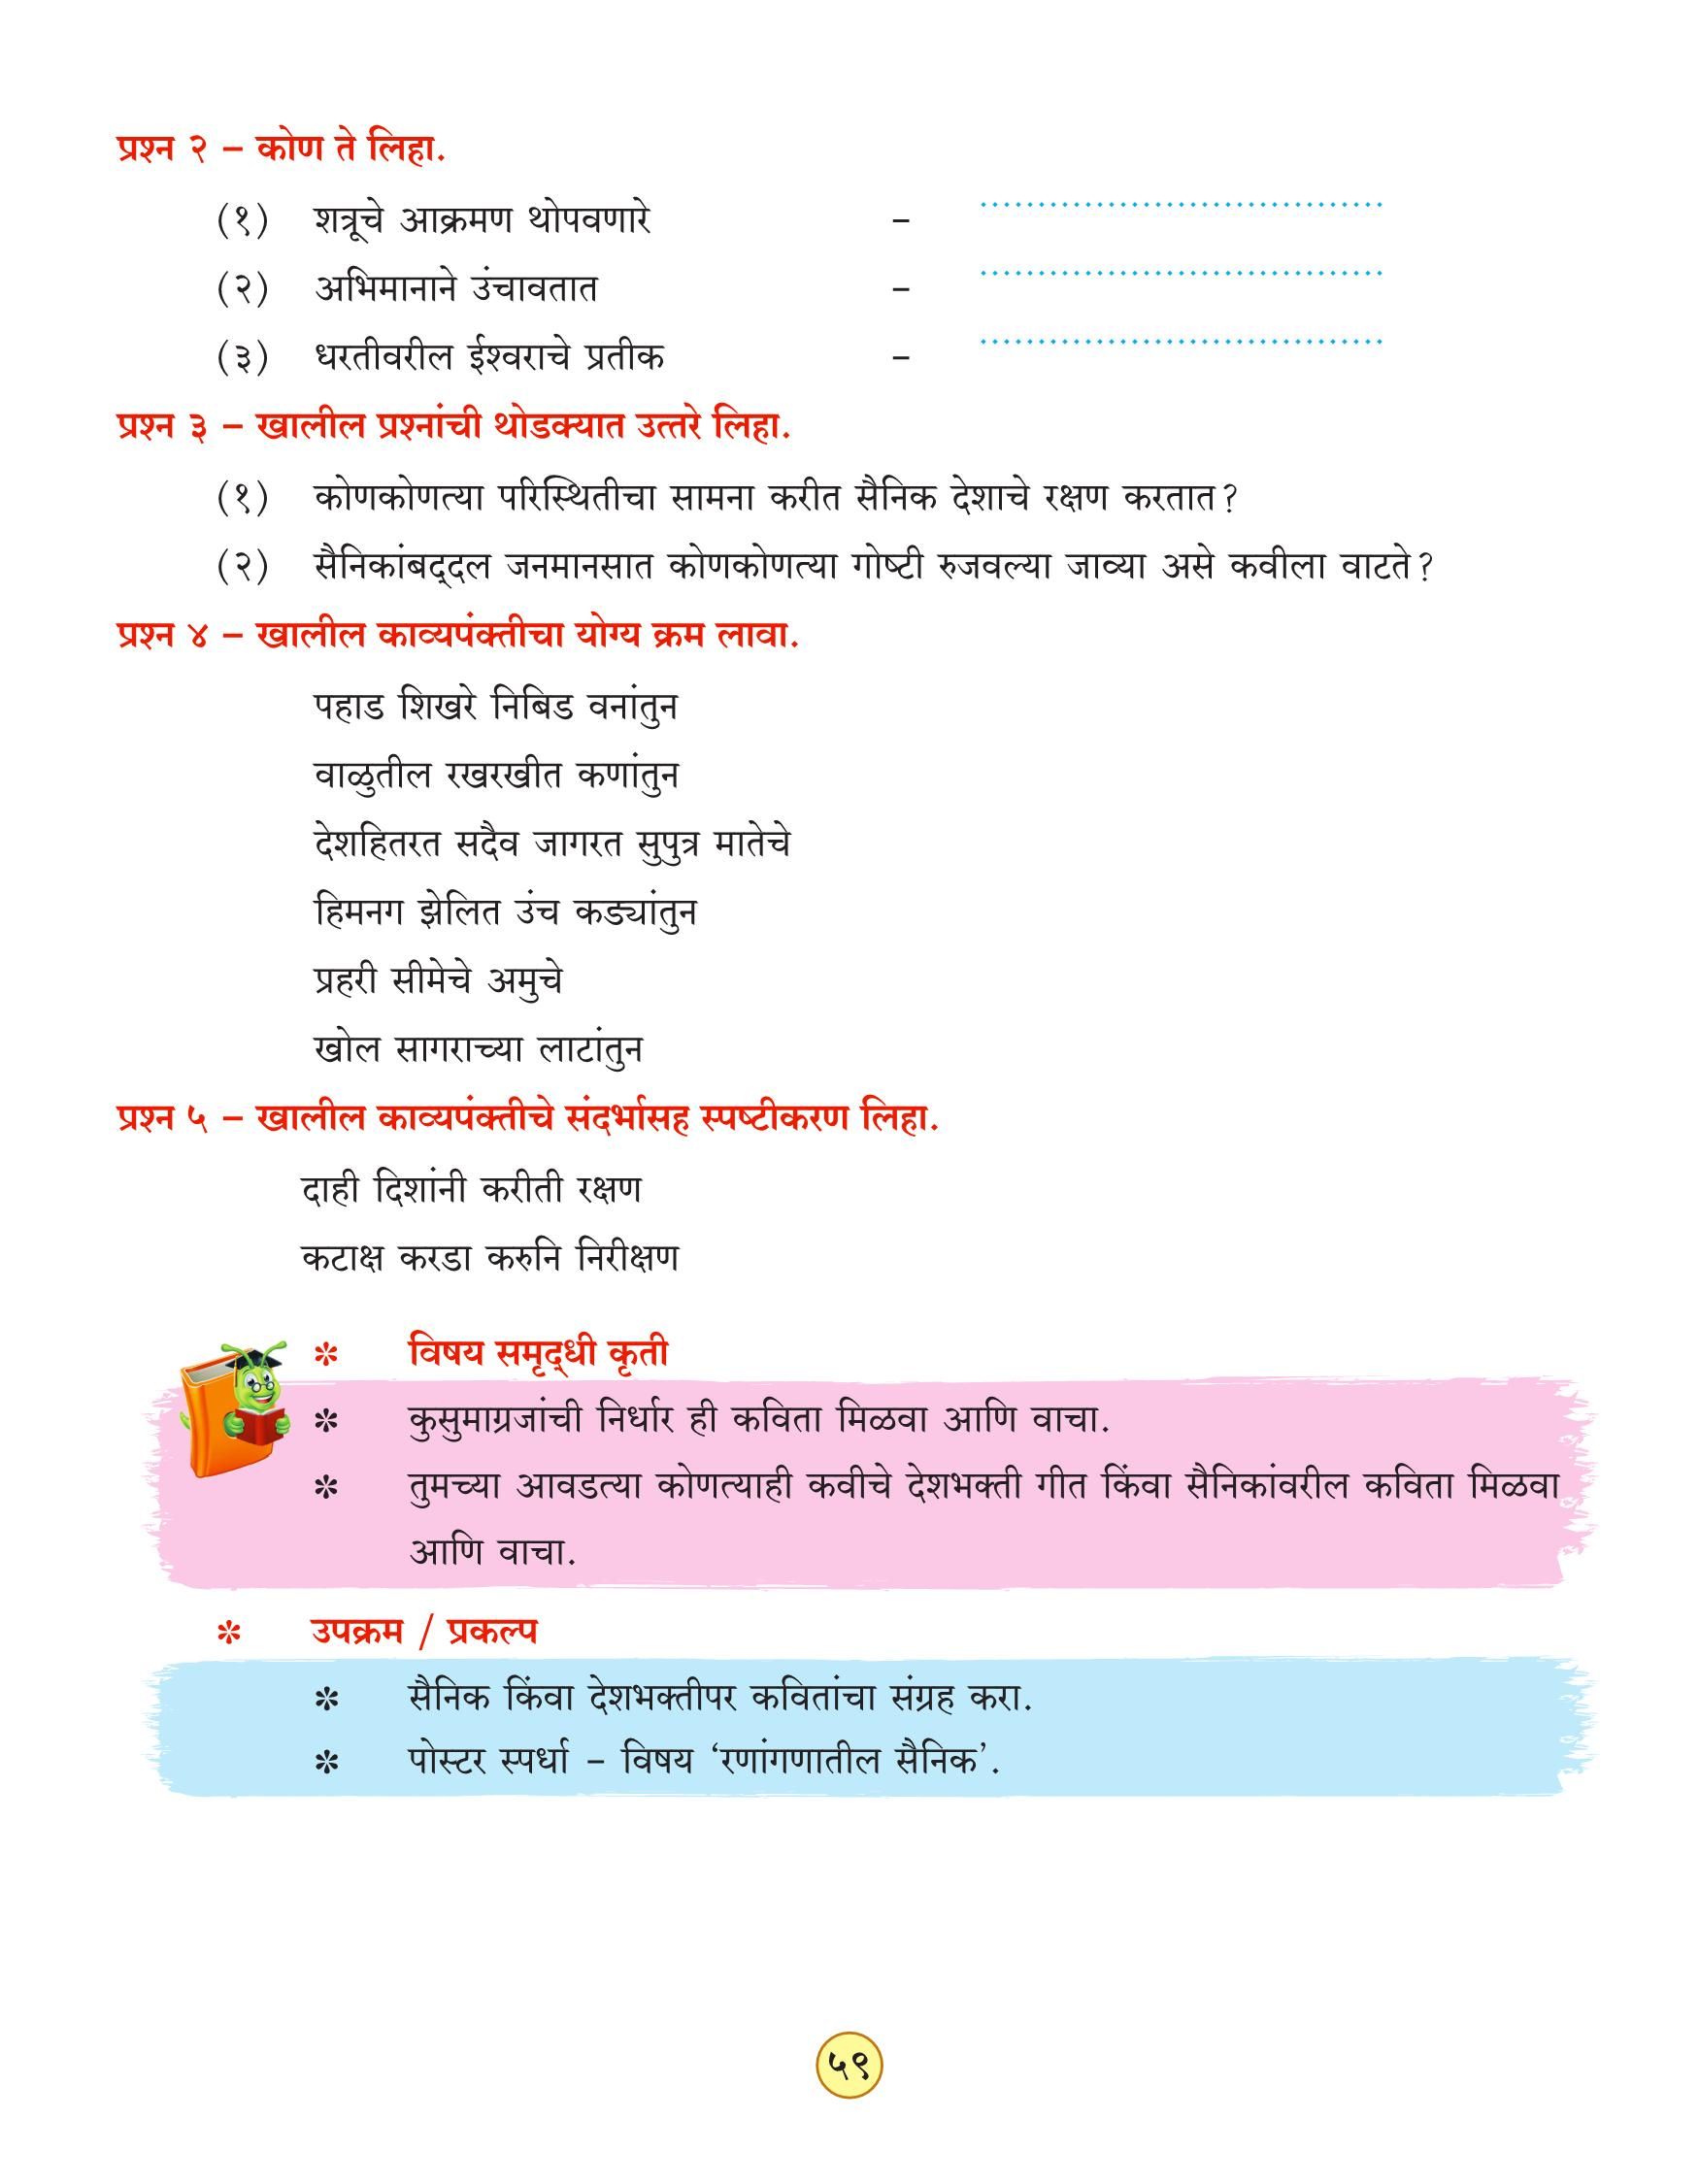 प्रश्न २ – कोण ते लिहा.
(१) शत्रूचे आक्रमण थोपवणारे – ..................................
(२) अभिमानाने उंचावतात – ..................................
(३) धरतीवरील ईश्वराचे प्रतीक – ..................................
प्रश्न ३ – खालील प्रश्नांची थोडक्यात उत्तरे लिहा.
(१) कोणकोणत्या परिस्थितीचा सामना करीत सैनिक देशाचे रक्षण करतात?
(२) सैनिकांबद्दल जनमानसात कोणकोणत्या गोष्टी रुजवल्या जाव्या असे कवीला वाटते?
प्रश्न ४ – खालील काव्यपंक्तीचा योग्य क्रम लावा.
पहाड शिखरे निबिड वनांतुन
वाळुतील रखरखीत कणांतुन
देशहितरत सदैव जागरत सुपुत्र मातेचे
हिमनग झेलित उंच कड्यांतुन
प्रहरी सीमेचे अमुचे
खोल सागराच्या लाटांतुन
प्रश्न ५ – खालील काव्यपंक्तीचे संदर्भासह स्पष्टीकरण लिहा.
दाही दिशांनी करीती रक्षण
कटाक्ष करडा करुनि निरीक्षण
✻ विषय समृद्धी कृती
✻ कुसुमाग्रजांची निर्धार ही कविता मिळवा आणि वाचा.
✻ तुमच्या आवडत्या कोणत्याही कवीचे देशभक्ती गीत किंवा सैनिकांवरील कविता मिळवा
आणि वाचा.
✻ उपक्रम / प्रकल्प
✻ सैनिक किंवा देशभक्तीपर कवितांचा संग्रह करा.
✻ पोस्टर स्पर्धा – विषय ‘रणांगणातील सैनिक’.
५९